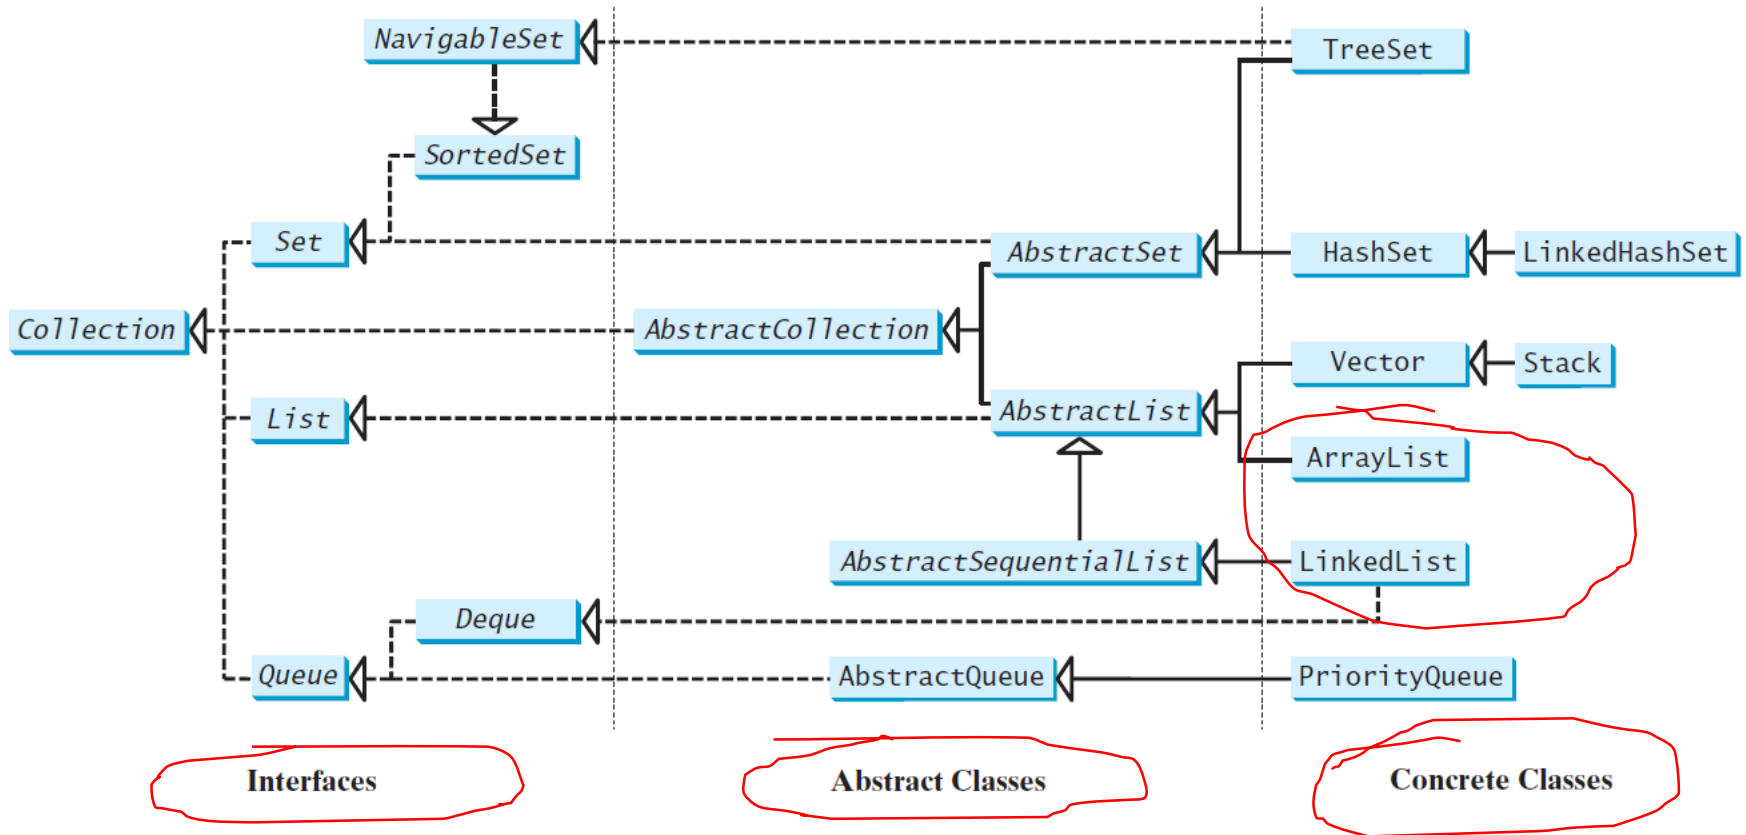 NavigableSet
TreeSet
SortedSet
Set
AbstractSet
HashSet
LinkedHashSet
Collection
AbstractCollection
Vector
Stack
List
AbstractList
ArrayList
AbstractSequentialList
LinkedList
Deque
Queue
AbstractQueue
PriorityQueue
Interfaces
Abstract Classes
Concrete Classes